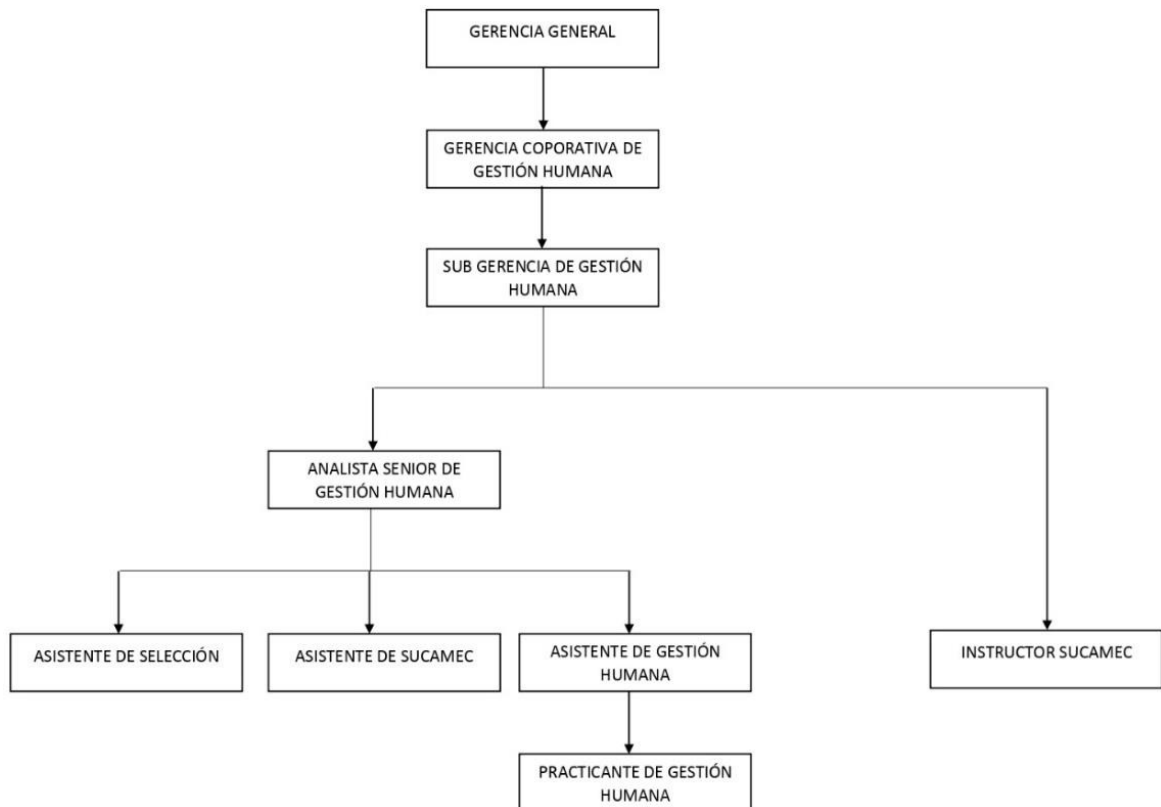 GERENCIA GENERAL
GERENCIA COPORATIVA DE
GESTIÓN HUMANA
SUB GERENCIA DE GESTIÓN
HUMANA
ANALISTA SENIOR DE
GESTIÓN HUMANA
ASISTENTE DE SELECCIÓN
ASISTENTE DE SUCAMEC
ASISTENTE DE GESTIÓN
HUMANA
INSTRUCTOR SUCAMEC
PRACTICANTE DE GESTIÓN
HUMANA